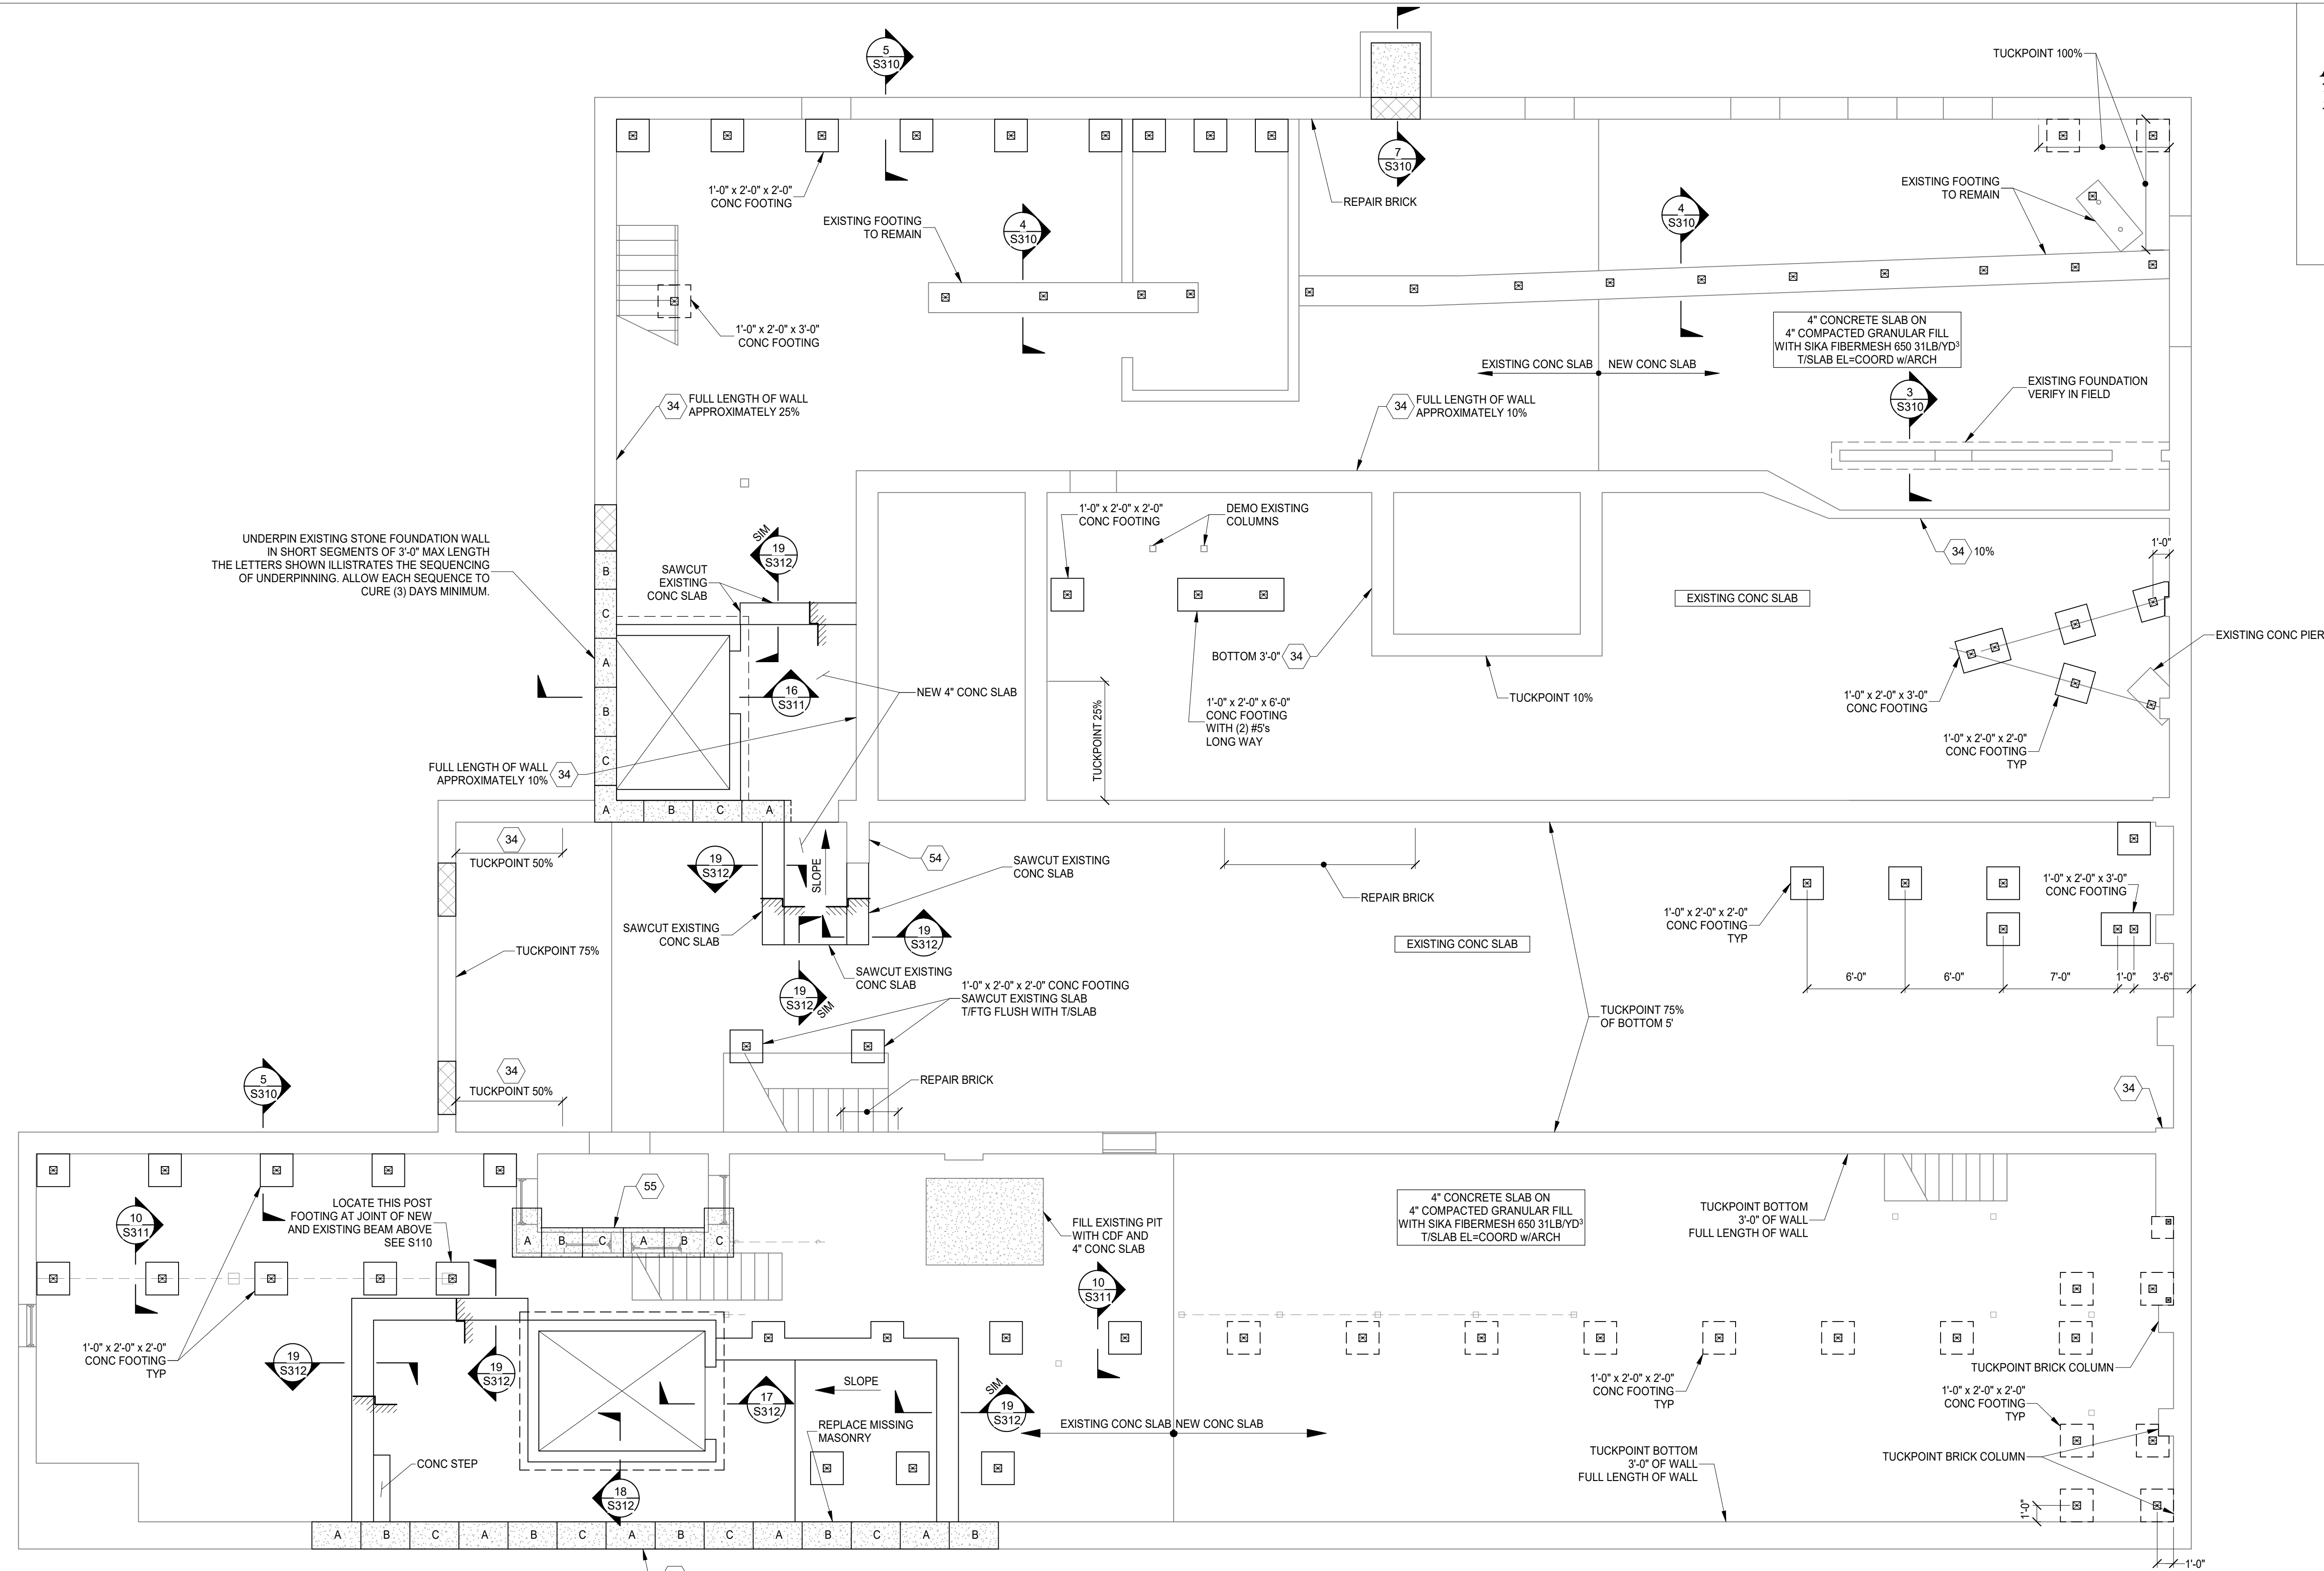 5
S310
TUCKPOINT 100%
1'-0" x 2'-0" x 2'-0"
CONC FOOTING
7
S310
REPAIR BRICK
EXISTING FOOTING
TO REMAIN
EXISTING FOOTING
TO REMAIN
4
S310
4
S310
1'-0" x 2'-0" x 3'-0"
CONC FOOTING
4" CONCRETE SLAB ON
4" COMPACTED GRANULAR FILL
WITH SIKA FIBERMESH 650 31LB/YD³
T/SLAB EL=COORD w/ARCH
EXISTING CONC SLAB
NEW CONC SLAB
34
FULL LENGTH OF WALL
APPROXIMATELY 25%
34
FULL LENGTH OF WALL
APPROXIMATELY 10%
3
S310
EXISTING FOUNDATION
VERIFY IN FIELD
UNDERPIN EXISTING STONE FOUNDATION WALL
IN SHORT SEGMENTS OF 3'-0" MAX LENGTH
THE LETTERS SHOWN ILLISTRATES THE SEQUENCING
OF UNDERPINNING. ALLOW EACH SEQUENCE TO
CURE (3) DAYS MINIMUM.
SIM
19
S312
SAWCUT
EXISTING
CONC SLAB
1'-0" x 2'-0" x 2'-0"
CONC FOOTING
DEMO EXISTING
COLUMNS
34
10%
1'-0"
B
C
A
B
C
A
B
C
A
EXISTING CONC SLAB
EXISTING CONC PIER
BOTTOM 3'-0"
34
16
S311
NEW 4" CONC SLAB
TUCKPOINT 25%
1'-0" x 2'-0" x 6'-0"
CONC FOOTING
WITH (2) #5's
LONG WAY
TUCKPOINT 10%
1'-0" x 2'-0" x 3'-0"
CONC FOOTING
1'-0" x 2'-0" x 2'-0"
CONC FOOTING
TYP
FULL LENGTH OF WALL
APPROXIMATELY 10%
34
34
TUCKPOINT 50%
19
S312
SLOPE
54
SAWCUT EXISTING
CONC SLAB
REPAIR BRICK
1'-0" x 2'-0" x 2'-0"
CONC FOOTING
TYP
1'-0" x 2'-0" x 3'-0"
CONC FOOTING
SAWCUT EXISTING
CONC SLAB
19
S312
EXISTING CONC SLAB
TUCKPOINT 75%
SAWCUT EXISTING
CONC SLAB
19
S312
SIM
6'-0"
6'-0"
7'-0"
1'-0"
3'-6"
1'-0" x 2'-0" x 2'-0" CONC FOOTING
SAWCUT EXISTING SLAB
T/FTG FLUSH WITH T/SLAB
TUCKPOINT 75%
OF BOTTOM 5'
34
TUCKPOINT 50%
REPAIR BRICK
34
5
S310
LOCATE THIS POST
FOOTING AT JOINT OF NEW
AND EXISTING BEAM ABOVE
SEE S110
55
10
S311
A
B
C
A
B
C
FILL EXISTING PIT
WITH CDF AND
4" CONC SLAB
4" CONCRETE SLAB ON
4" COMPACTED GRANULAR FILL
WITH SIKA FIBERMESH 650 31LB/YD³
T/SLAB EL=COORD w/ARCH
TUCKPOINT BOTTOM
3'-0" OF WALL
FULL LENGTH OF WALL
10
S311
1'-0" x 2'-0" x 2'-0"
CONC FOOTING
TYP
19
S312
19
S312
17
S312
SLOPE
SIM
19
S312
REPLACE MISSING
MASONRY
EXISTING CONC SLAB
NEW CONC SLAB
1'-0" x 2'-0" x 2'-0"
CONC FOOTING
TYP
TUCKPOINT BRICK COLUMN
1'-0" x 2'-0" x 2'-0"
CONC FOOTING
TYP
CONC STEP
TUCKPOINT BOTTOM
3'-0" OF WALL
FULL LENGTH OF WALL
TUCKPOINT BRICK COLUMN
18
S312
1'-0"
A
B
C
A
B
C
A
B
C
A
B
C
A
B
1'-0"